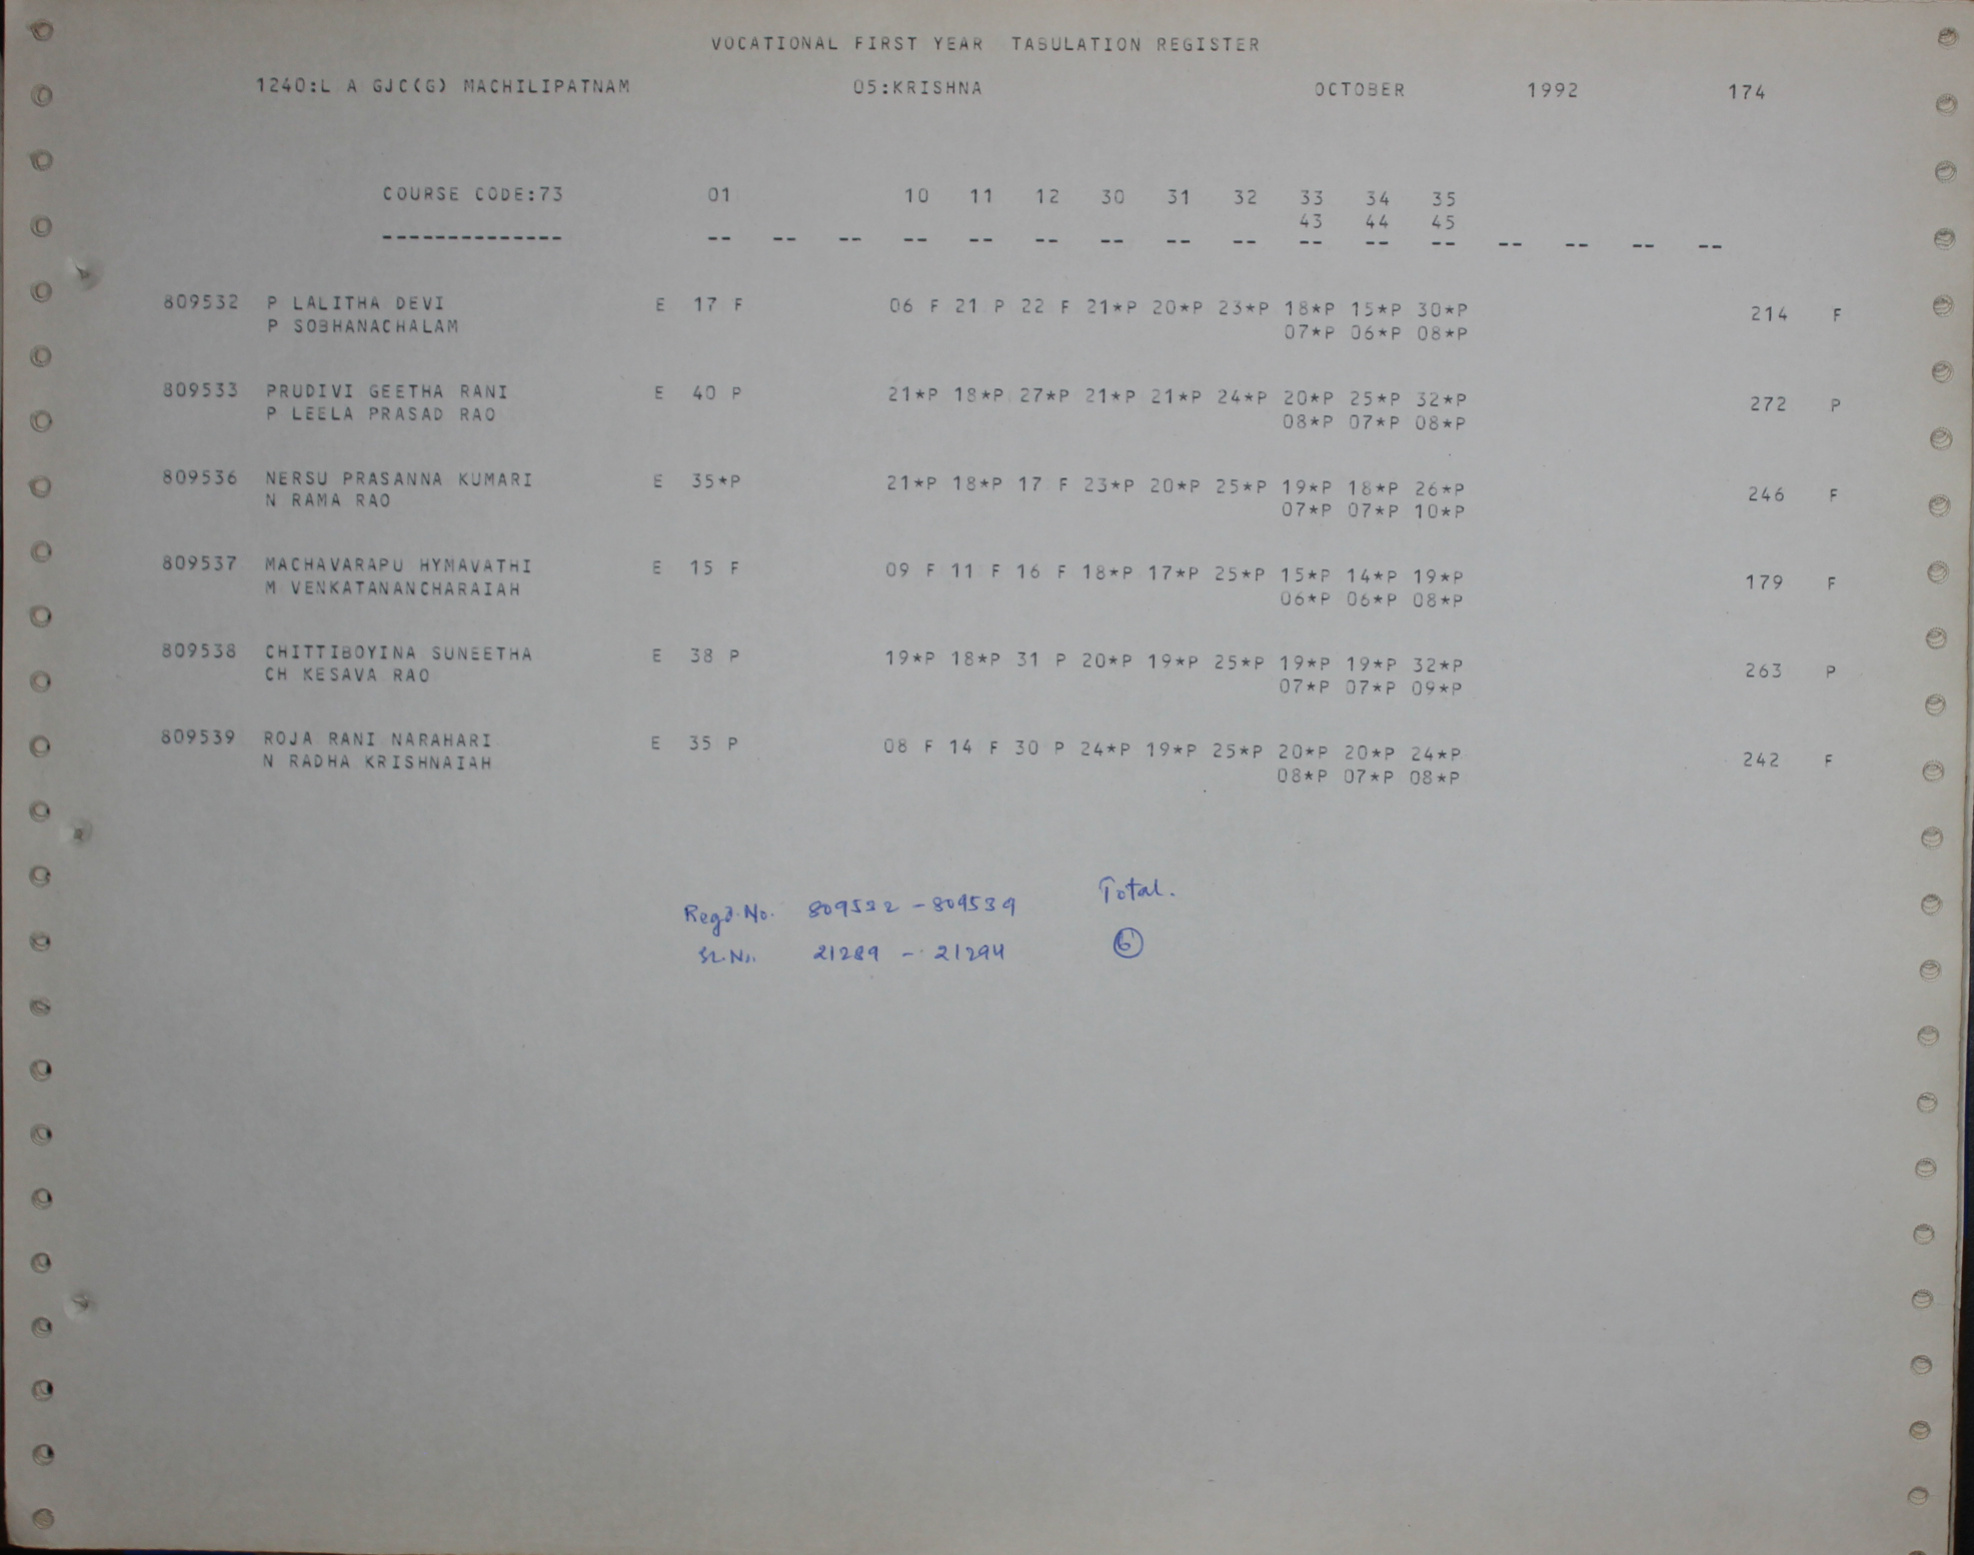 VOCATIONAL FIRST YEAR TABULATION REGISTER
1240:L A GJC(G) MACHILIPATNAM 05:KRISHNA OCTOBER 1992 174
COURSE CODE:73 01 10 11 12 30 31 32 33 34 35
43 44 45
-------------- -- -- -- -- -- -- -- -- -- -- -- -- -- -- -- --
809532 P LALITHA DEVI E 17 F 06 F 21 P 22 F 21*P 20*P 23*P 18*P 15*P 30*P 214 F
P SOBHANACHALAM 07*P 06*P 08*P
809533 PRUDIVI GEETHA RANI E 40 P 21*P 18*P 27*P 21*P 21*P 24*P 20*P 25*P 32*P 272 P
P LEELA PRASAD RAO 08*P 07*P 08*P
809536 NERSU PRASANNA KUMARI E 35*P 21*P 18*P 17 F 23*P 20*P 25*P 19*P 18*P 26*P 246 F
N RAMA RAO 07*P 07*P 10*P
809537 MACHAVARAPU HYMAVATHI E 15 F 09 F 11 F 16 F 18*P 17*P 25*P 15*P 14*P 19*P 179 F
M VENKATANANCHARAIAH 06*P 06*P 08*P
809538 CHITTIBOYINA SUNEETHA E 38 P 19*P 18*P 31 P 20*P 19*P 25*P 19*P 19*P 32*P 263 P
CH KESAVA RAO 07*P 07*P 09*P
809539 ROJA RANI NARAHARI E 35 P 08 F 14 F 30 P 24*P 19*P 25*P 20*P 20*P 24*P 242 F
N RADHA KRISHNAIAH 08*P 07*P 08*P
Regd. No. 809532 - 809539 Total.
Sl. No. 21289 - 21294 6